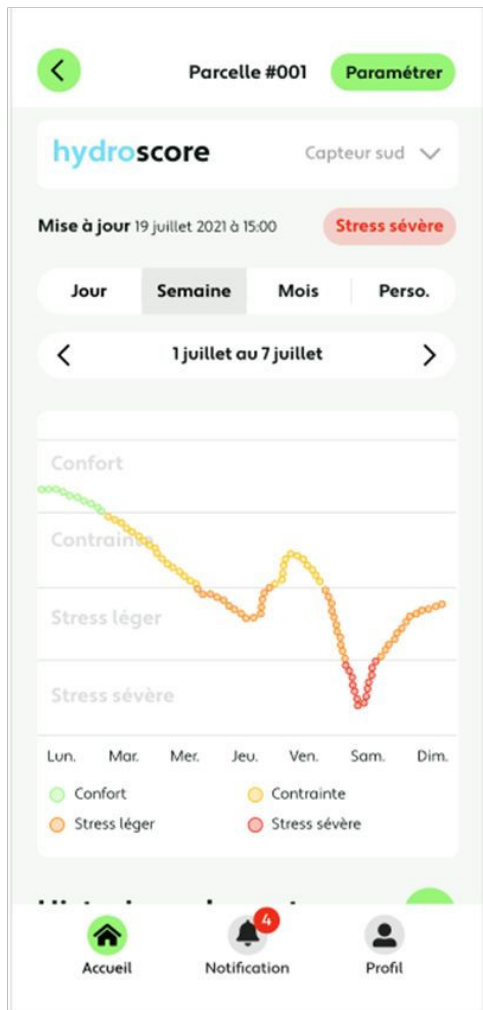 Parcelle #001 Paramétrer
hydroscore Capteur sud
Mise à jour 19 juillet 2021 à 15:00 Stress sévère
Jour Semaine Mois Perso.
1 juillet au 7 juillet
Confort
Contrainte
Stress léger
Stress sévère
Lun. Mar. Mer. Jeu. Ven. Sam. Dim.
Confort Contrainte
Stress léger Stress sévère
4
Accueil Notification Profil